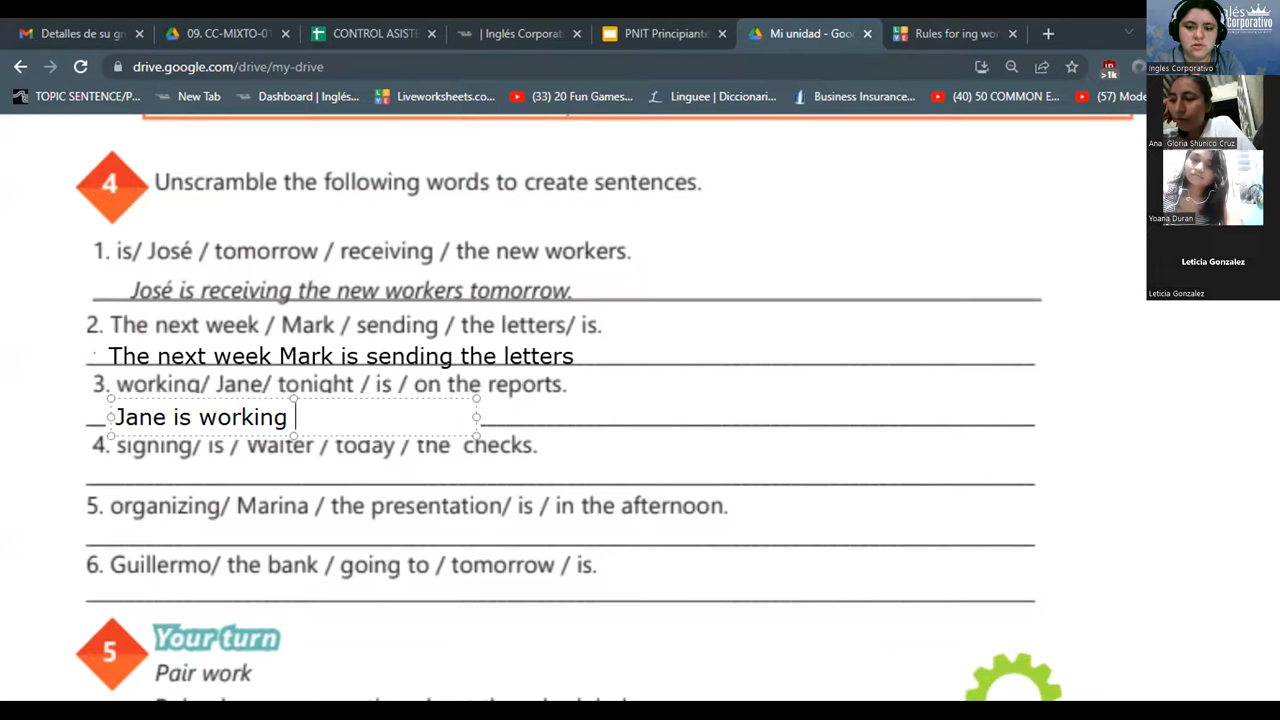 Detalles de su gn
09. CC-MIXTO-01
CONTROL ASISTE
| Inglés Corporat
PNIT Principiante
Mi unidad - Goo
Rules for ing wo
drive.google.com/drive/my-drive
>1k
TOPIC SENTENCE/P...
New Tab
Dashboard | Inglés...
Liveworksheets.co...
(33) 20 Fun Games...
Linguee | Diccionari...
Business Insurance...
(40) 50 COMMON E...
(57) Mode
4 Unscramble the following words to create sentences.
1. is/ José / tomorrow / receiving / the new workers.
José is receiving the new workers tomorrow.
2. The next week / Mark / sending / the letters/ is.
The next week Mark is sending the letters
3. working/ Jane/ tonight / is / on the reports.
Jane is working
4. signing/ is / Walter / today / the checks.
5. organizing/ Marina / the presentation/ is / in the afternoon.
6. Guillermo/ the bank / going to / tomorrow / is.
5 Your turn
Pair work
Ingles Corporativo
Ana Gloria Shunico Cruz
Yoana Duran
Leticia Gonzalez
Leticia Gonzalez